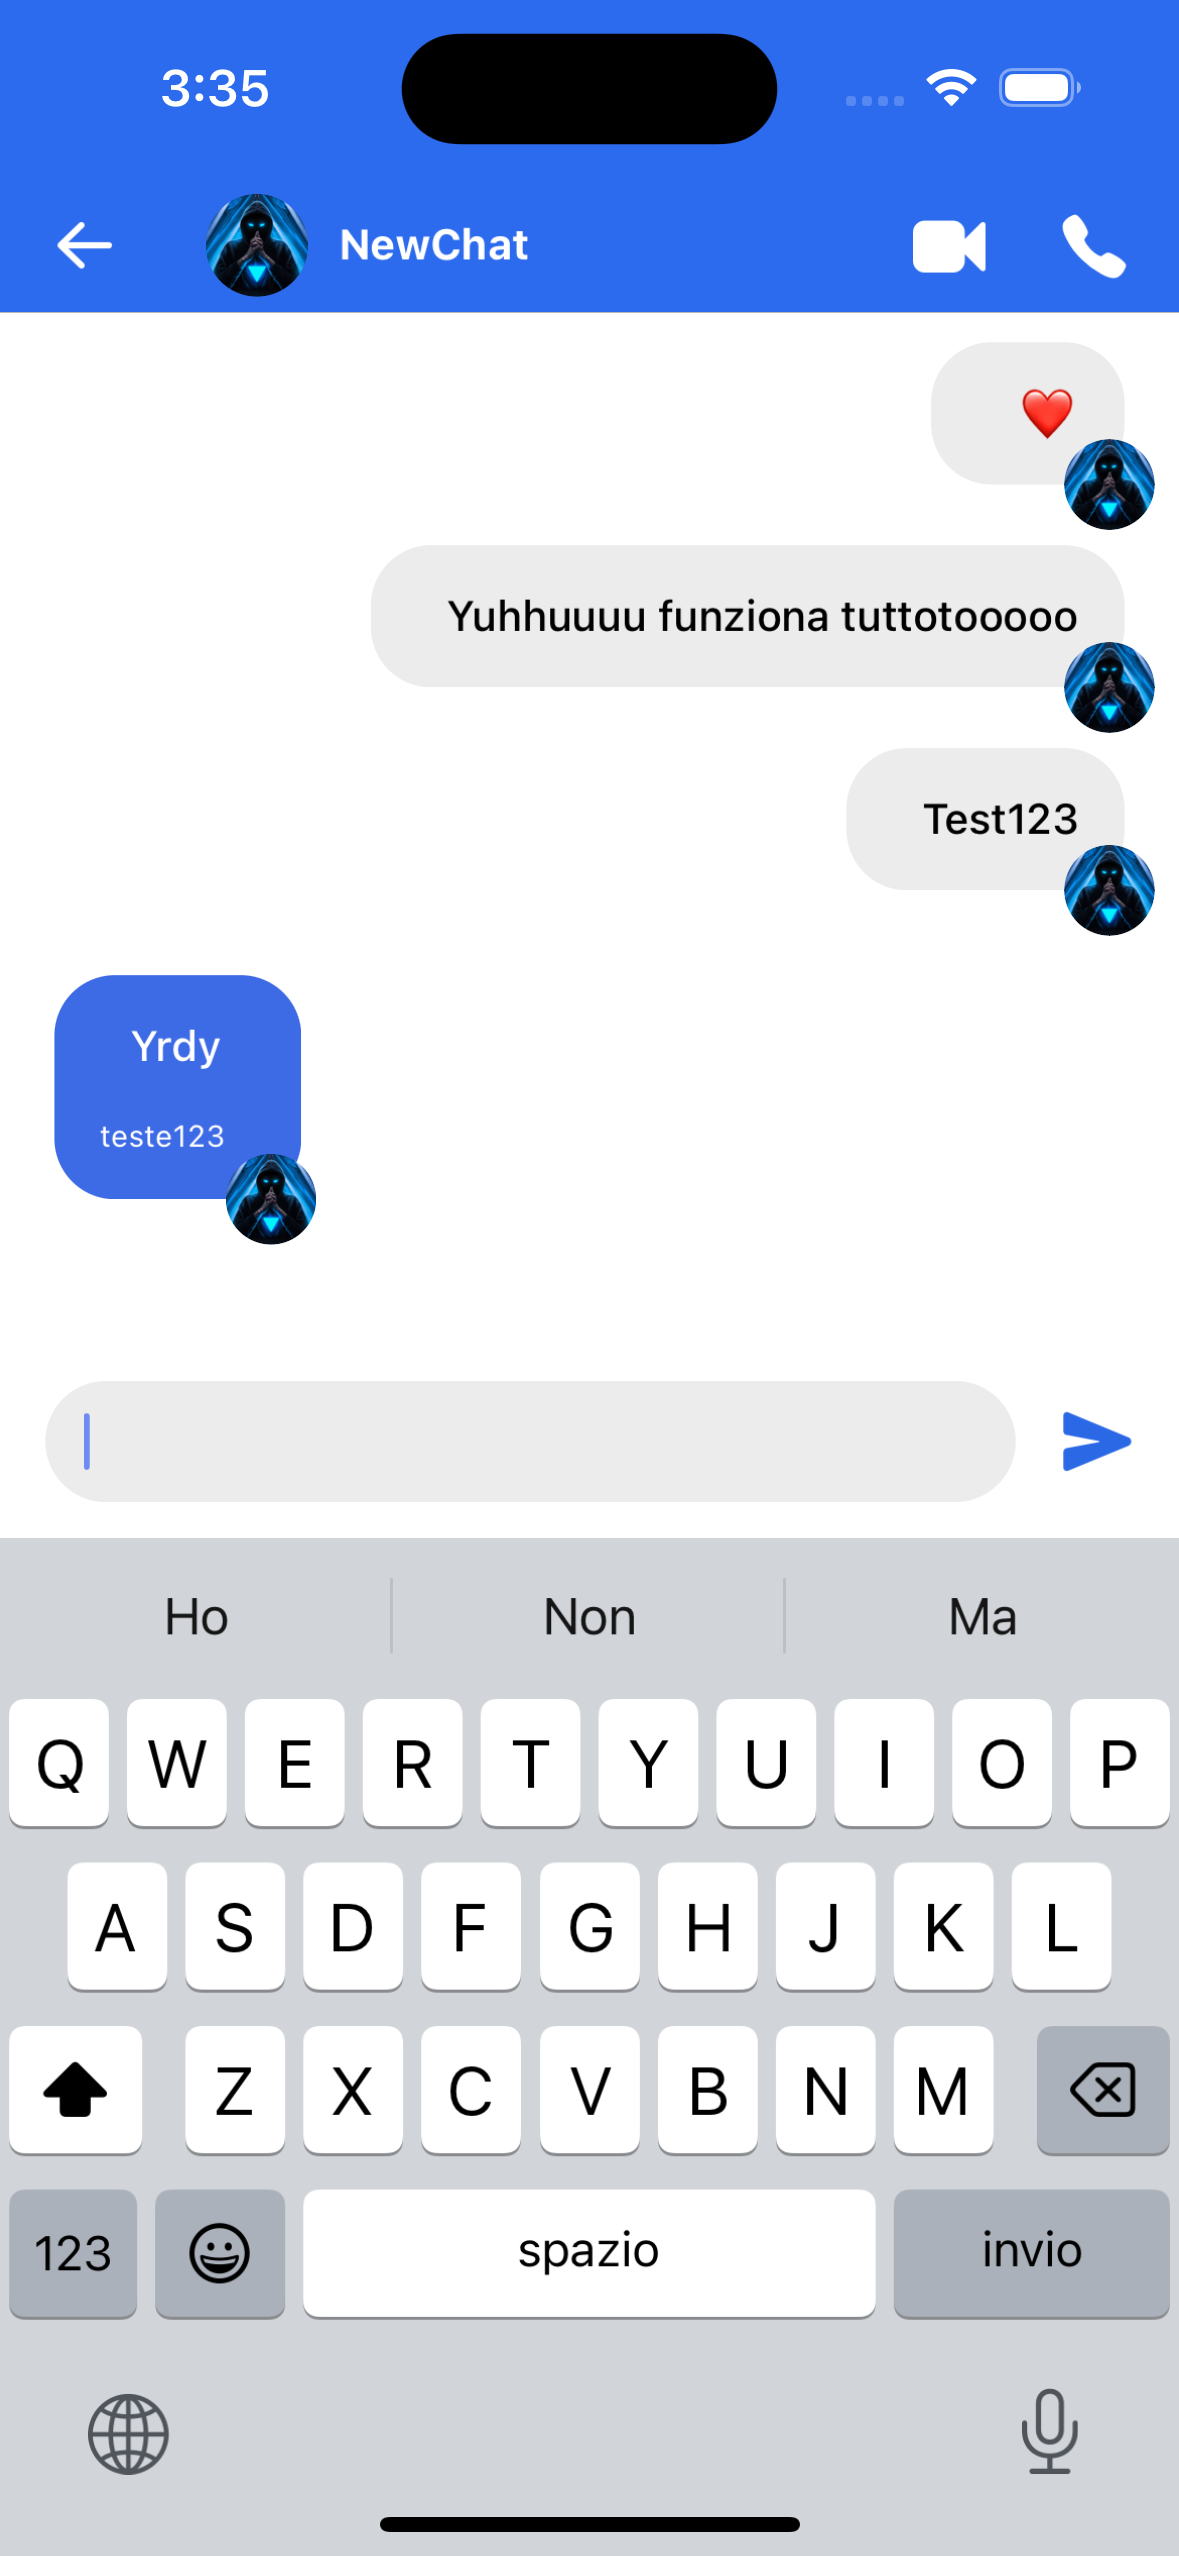 3:35
NewChat
❤️
Yuhhuuuu funziona tuttotooooo
Test123
Yrdy
teste123
Ho Non Ma
Q W E R T Y U I O P
A S D F G H J K L
Z X C V B N M
123 spazio invio